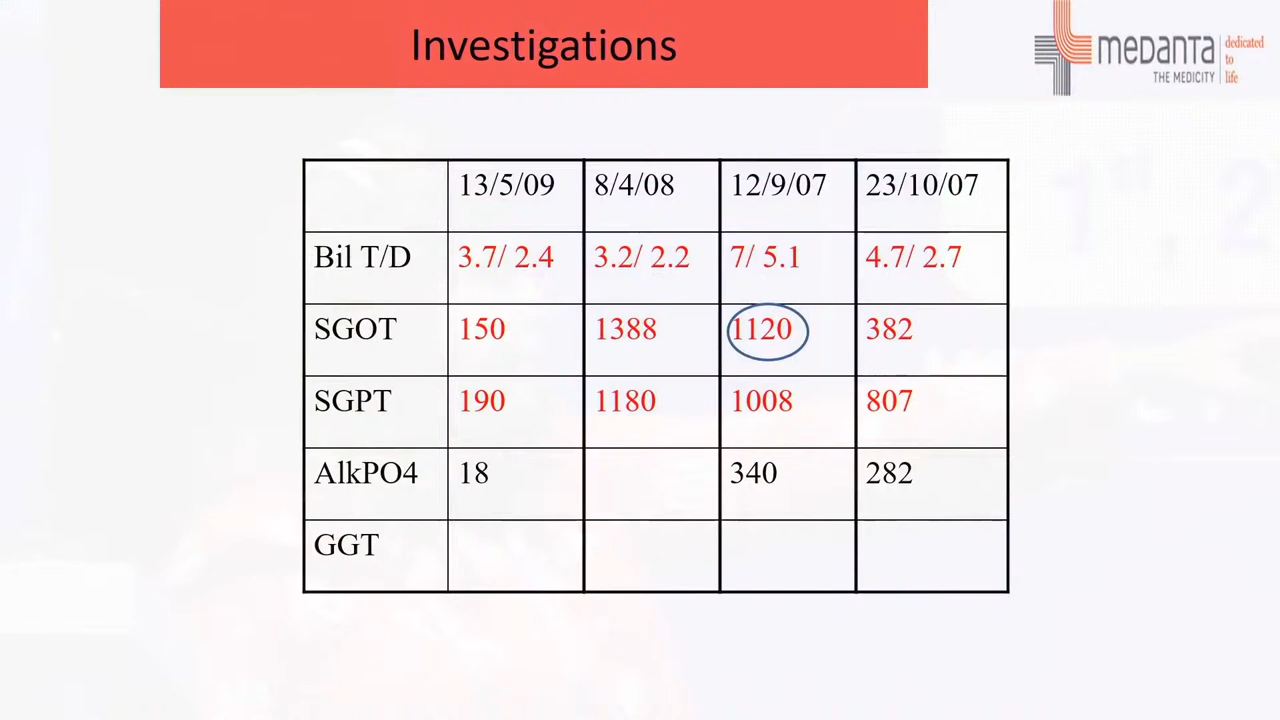 Investigations
medanta
THE MEDICITY
dedicated
to
life
13/5/09 8/4/08 12/9/07 23/10/07
Bil T/D 3.7/ 2.4 3.2/ 2.2 7/ 5.1 4.7/ 2.7
SGOT 150 1388 1120 382
SGPT 190 1180 1008 807
AlkPO4 18 340 282
GGT
1st, 2